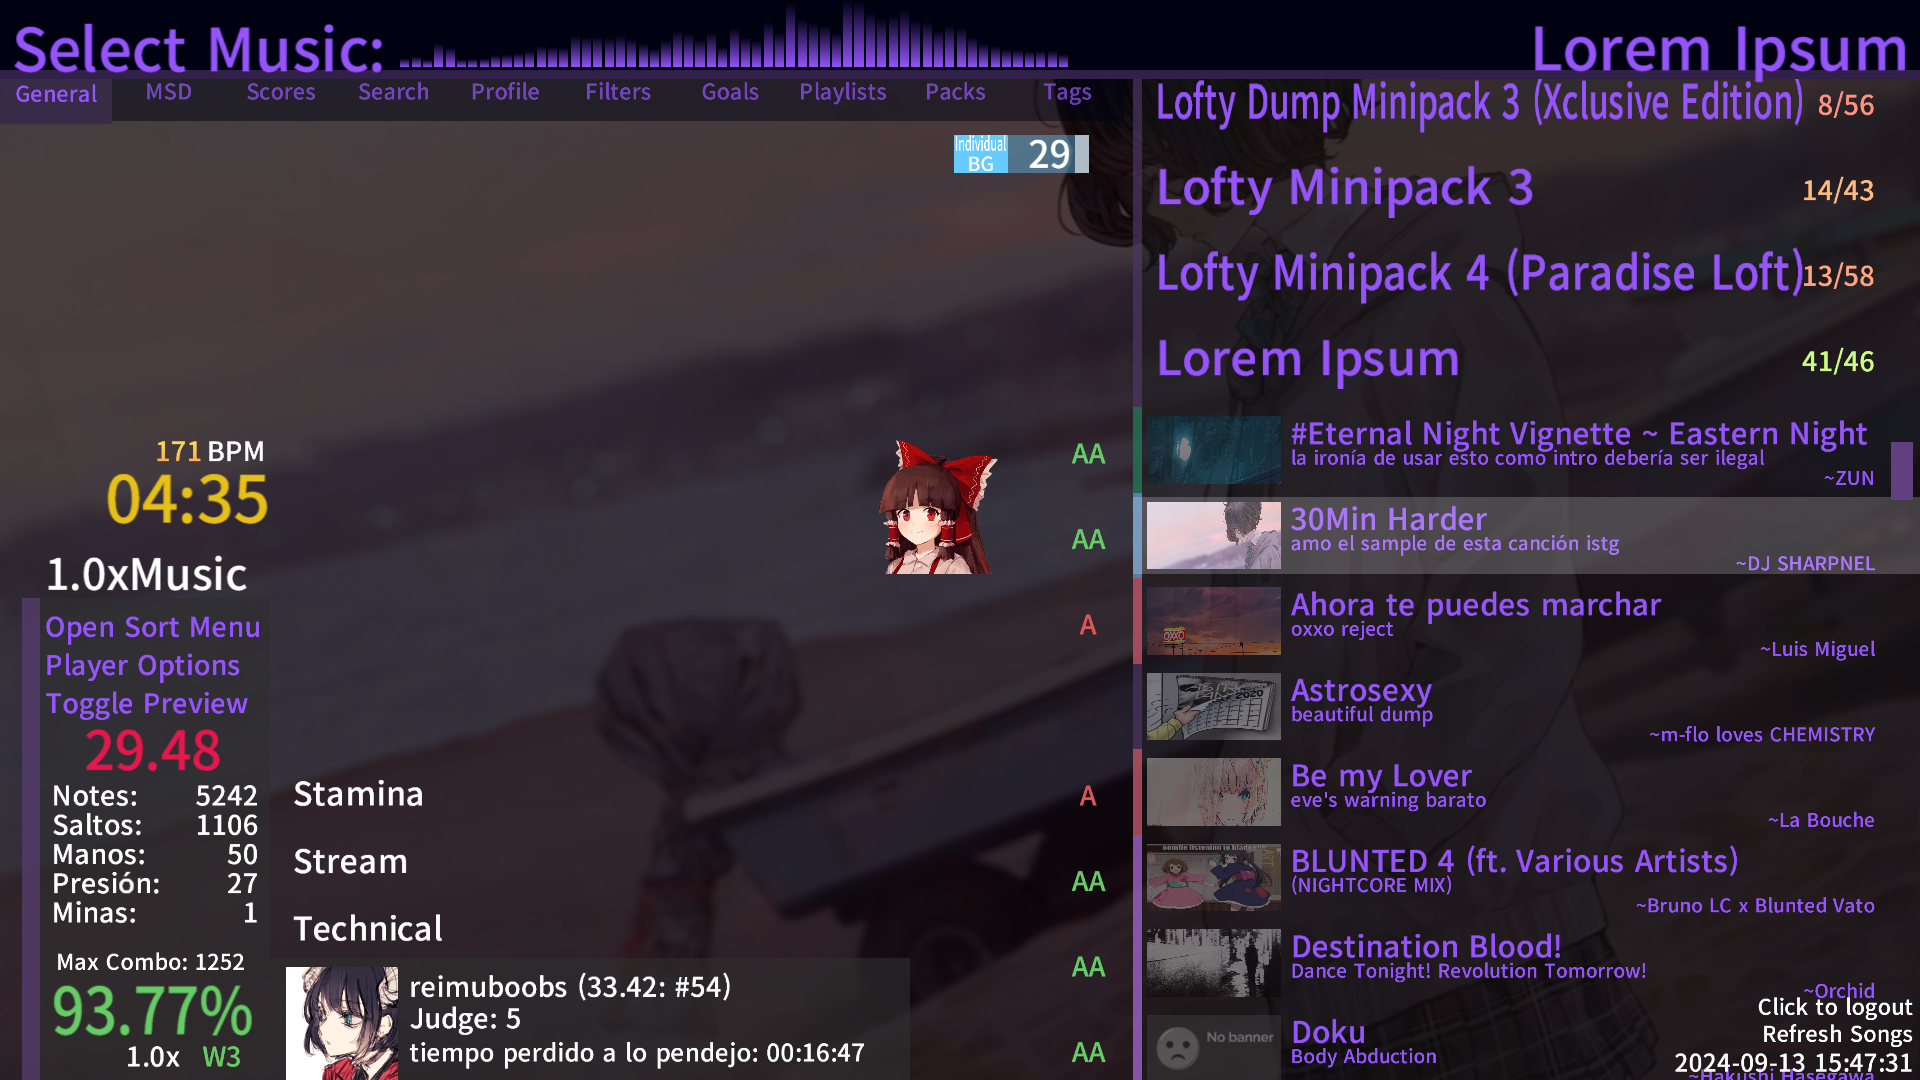 Select Music:
Lorem Ipsum
General
MSD
Scores
Search
Profile
Filters
Goals
Playlists
Packs
Tags
Individual
BG
29
171 BPM
04:35
1.0xMusic
Open Sort Menu
Player Options
Toggle Preview
29.48
Notes: 5242
Saltos: 1106
Manos: 50
Presión: 27
Minas: 1
Max Combo: 1252
93.77%
1.0x W3
Stamina
Stream
Technical
reimuboobs (33.42: #54)
Judge: 5
tiempo perdido a lo pendejo: 00:16:47
Lofty Dump Minipack 3 (Xclusive Edition) 8/56
Lofty Minipack 3 14/43
Lofty Minipack 4 (Paradise Loft) 13/58
Lorem Ipsum 41/46
AA
#Eternal Night Vignette ~ Eastern Night
la ironía de usar esto como intro debería ser ilegal
~ZUN
AA
30Min Harder
amo el sample de esta canción istg
~DJ SHARPNEL
A
OXXO
Ahora te puedes marchar
oxxo reject
~Luis Miguel
2020
Astrosexy
beautiful dump
~m-flo loves CHEMISTRY
A
Be my Lover
eve's warning barato
~La Bouche
AA
BLUNTED 4 (ft. Various Artists)
(NIGHTCORE MIX)
~Bruno LC x Blunted Vato
AA
Destination Blood!
Dance Tonight! Revolution Tomorrow!
~Orchid
AA
No banner
Doku
Body Abduction
~Hakushi Hasegawa
Click to logout
Refresh Songs
2024-09-13 15:47:31